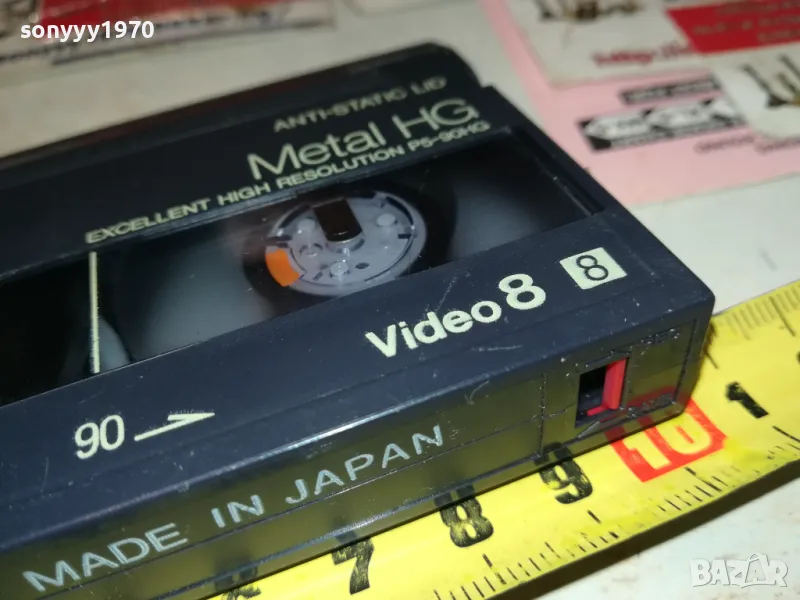 sonyyy1970
ANTI-STATIC LID
Metal HG
EXCELLENT HIGH RESOLUTION P5-90HG
Video 8 8
90
MADE IN JAPAN
7 8 9 10 1
BAZAR